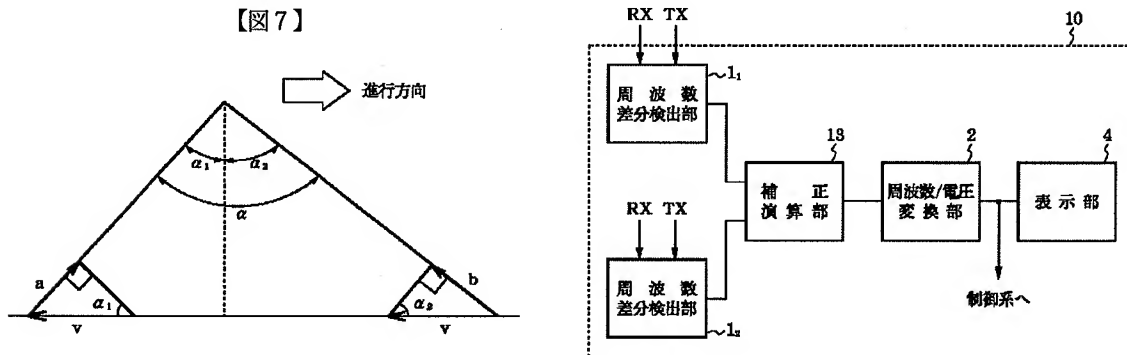 【図7】
進行方向
α₁ α₂
α
a
b
α₁
α₂
v
v
RX TX
10
1₁
周波数
差分検出部
13
2
4
補正
演算部
周波数/電圧
変換部
表示部
RX TX
周波数
差分検出部
1₂
制御系へ